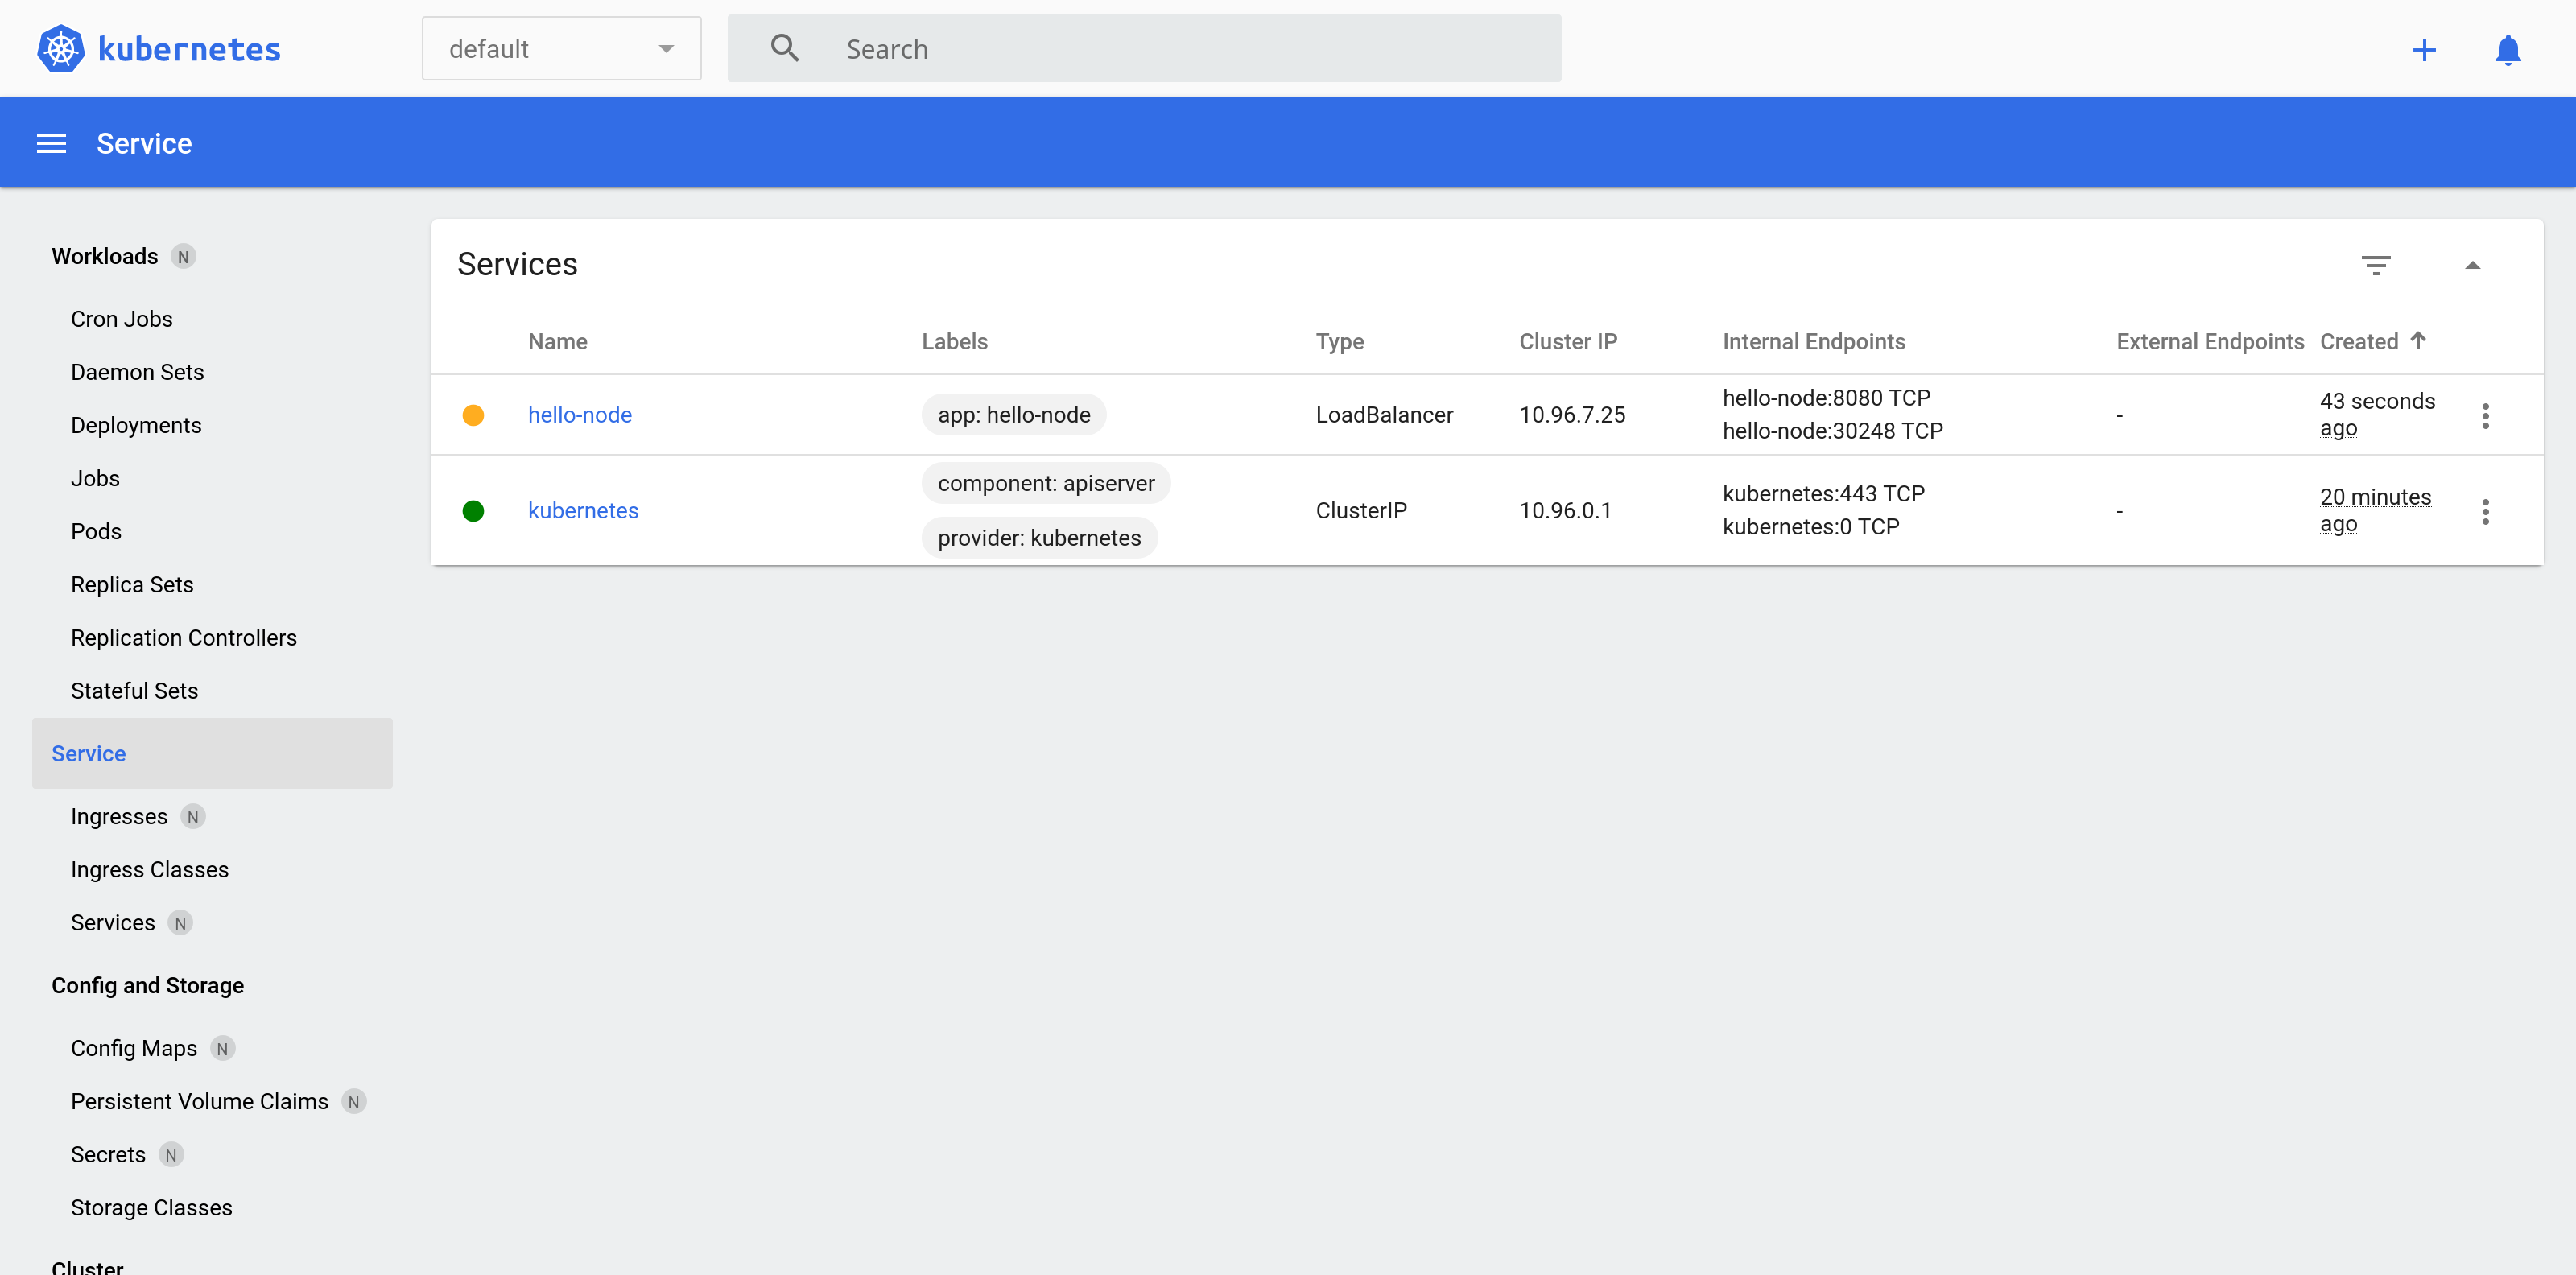 kubernetes
default
Search
Service
Workloads N
Cron Jobs
Daemon Sets
Deployments
Jobs
Pods
Replica Sets
Replication Controllers
Stateful Sets
Service
Ingresses N
Ingress Classes
Services N
Config and Storage
Config Maps N
Persistent Volume Claims N
Secrets N
Storage Classes
Cluster
Services
Name Labels Type Cluster IP Internal Endpoints External Endpoints Created
hello-node app: hello-node LoadBalancer 10.96.7.25 hello-node:8080 TCP - 43 seconds
hello-node:30248 TCP ago
kubernetes component: apiserver ClusterIP 10.96.0.1 kubernetes:443 TCP - 20 minutes
provider: kubernetes kubernetes:0 TCP ago